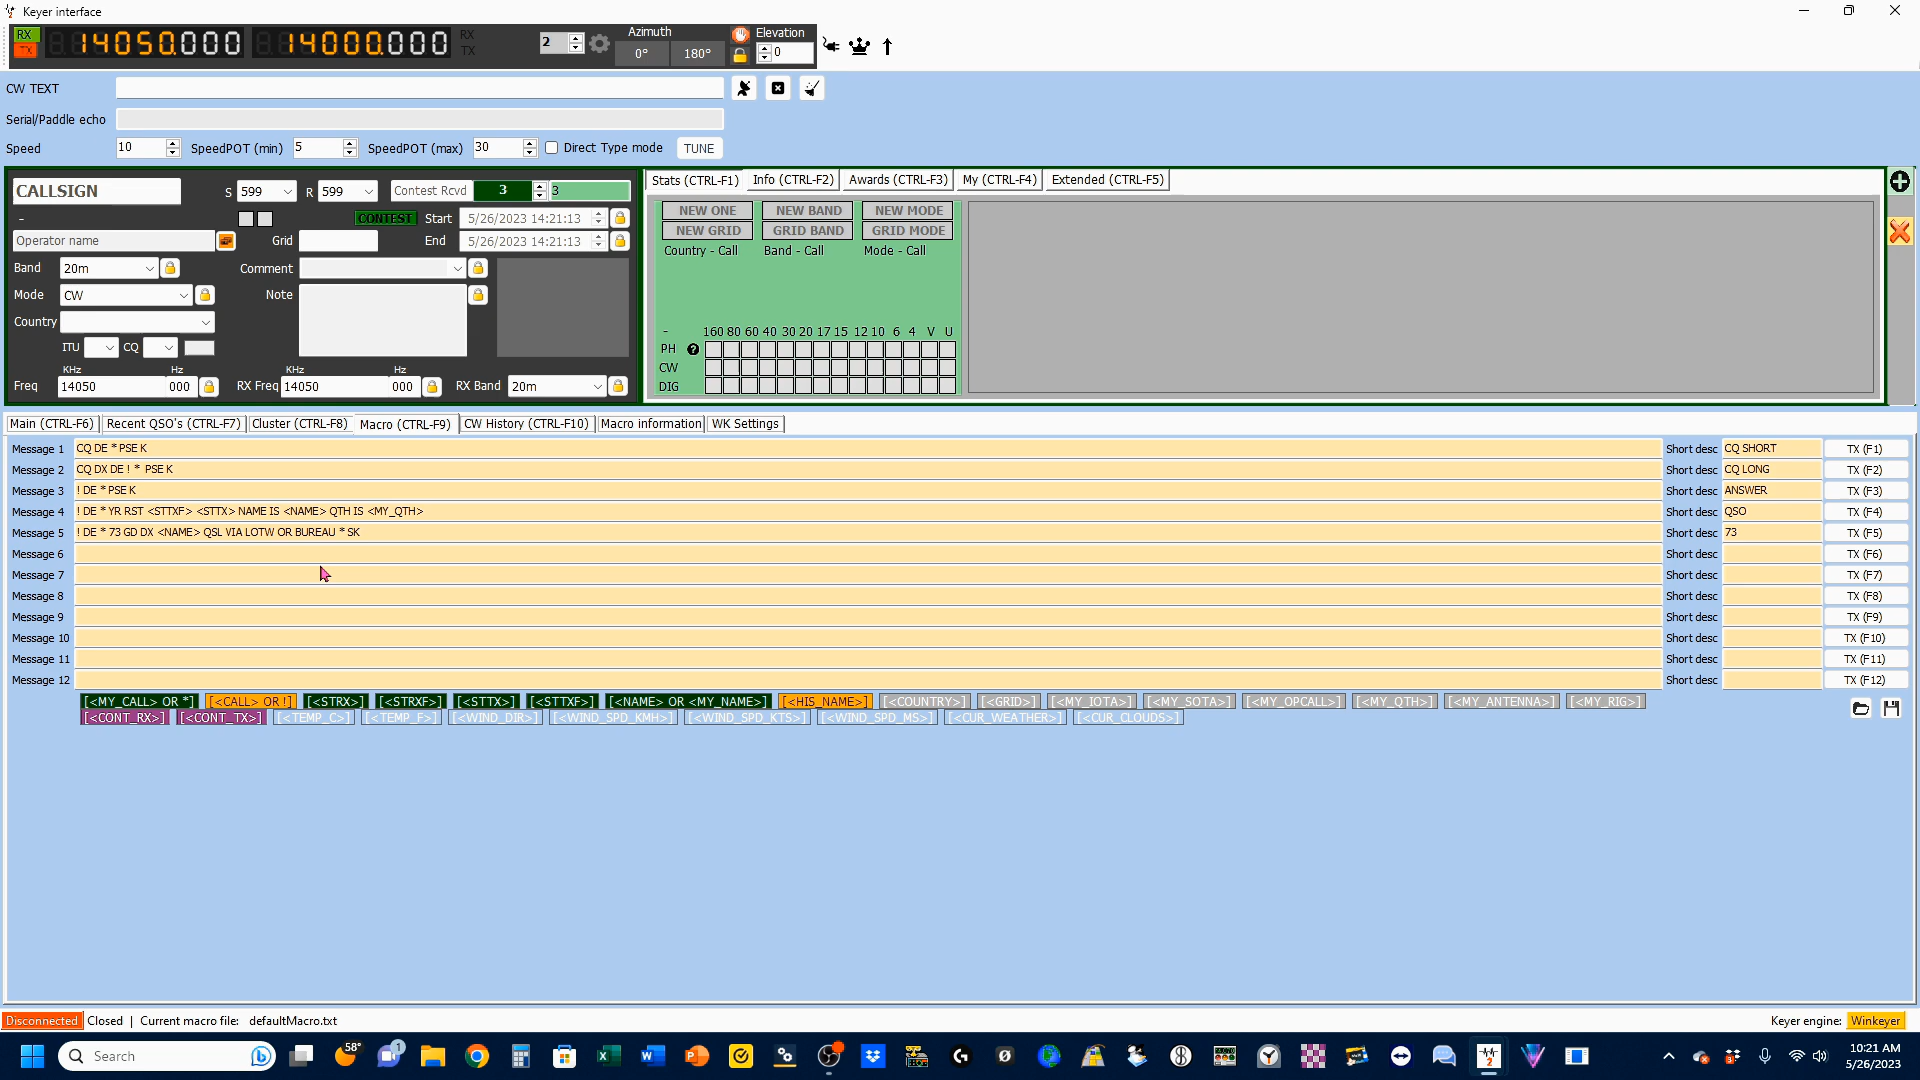 Keyer interface
RX TX 14050.000 14000.000 RX TX
2
Azimuth
0° 180°
Elevation
0
CW TEXT
Serial/Paddle echo
Speed 10 SpeedPOT (min) 5 SpeedPOT (max) 30 Direct Type mode TUNE
CALLSIGN S 599 R 599 Contest Rcvd 3 3
- CONTEST Start 5/26/2023 14:21:13
Operator name Grid End 5/26/2023 14:21:13
Band 20m Comment
Mode CW Note
Country
ITU CQ
KHz Hz KHz Hz
Freq 14050 000 RX Freq 14050 000 RX Band 20m
Stats (CTRL-F1) Info (CTRL-F2) Awards (CTRL-F3) My (CTRL-F4) Extended (CTRL-F5)
NEW ONE NEW BAND NEW MODE
NEW GRID GRID BAND GRID MODE
Country - Call Band - Call Mode - Call
- 160 80 60 40 30 20 17 15 12 10 6 4 V U
PH
CW
DIG
Main (CTRL-F6) Recent QSO's (CTRL-F7) Cluster (CTRL-F8) Macro (CTRL-F9) CW History (CTRL-F10) Macro information WK Settings
Message 1 CQ DE * PSE K Short desc CQ SHORT TX (F1)
Message 2 CQ DX DE ! * PSE K Short desc CQ LONG TX (F2)
Message 3 ! DE * PSE K Short desc ANSWER TX (F3)
Message 4 ! DE * YR RST <STTXF> <STTX> NAME IS <NAME> QTH IS <MY_QTH> Short desc QSO TX (F4)
Message 5 ! DE * 73 GD DX <NAME> QSL VIA LOTW OR BUREAU * SK Short desc 73 TX (F5)
Message 6 Short desc TX (F6)
Message 7 Short desc TX (F7)
Message 8 Short desc TX (F8)
Message 9 Short desc TX (F9)
Message 10 Short desc TX (F10)
Message 11 Short desc TX (F11)
Message 12 Short desc TX (F12)
[<MY_CALL> OR *] [<CALL> OR !] [<STRX>] [<STRXF>] [<STTX>] [<STTXF>] [<NAME> OR <MY_NAME>] [<HIS_NAME>] [<COUNTRY>] [<GRID>] [<MY_IOTA>] [<MY_SOTA>] [<MY_OPCALL>] [<MY_QTH>] [<MY_ANTENNA>] [<MY_RIG>]
[<CONT_RX>] [<CONT_TX>] [<TEMP_C>] [<TEMP_F>] [<WIND_DIR>] [<WIND_SPD_KMH>] [<WIND_SPD_KTS>] [<WIND_SPD_MS>] [<CUR_WEATHER>] [<CUR_CLOUDS>]
Disconnected Closed | Current macro file: defaultMacro.txt Keyer engine: Winkeyer
Search 58° 1 10:21 AM
5/26/2023